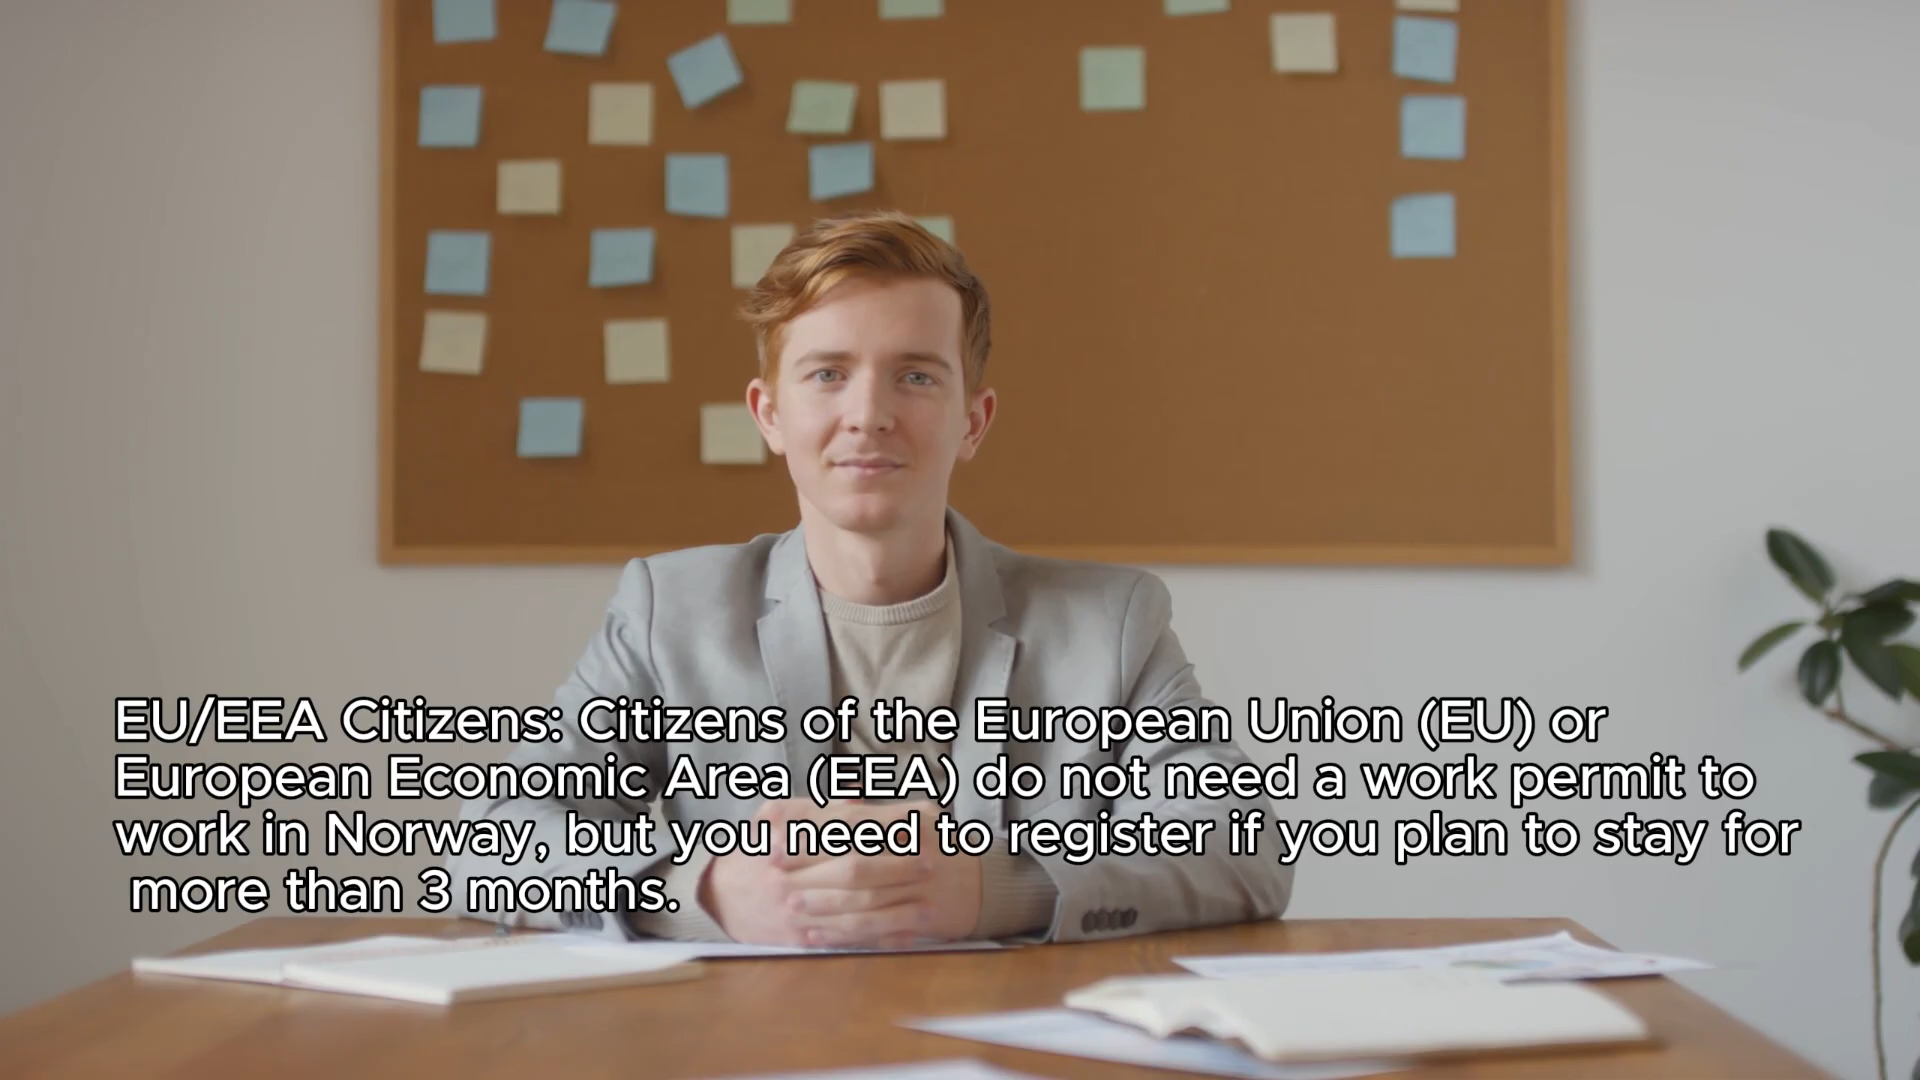 EU/EEA Citizens: Citizens of the European Union (EU) or
European Economic Area (EEA) do not need a work permit to
work in Norway, but you need to register if you plan to stay for
more than 3 months.